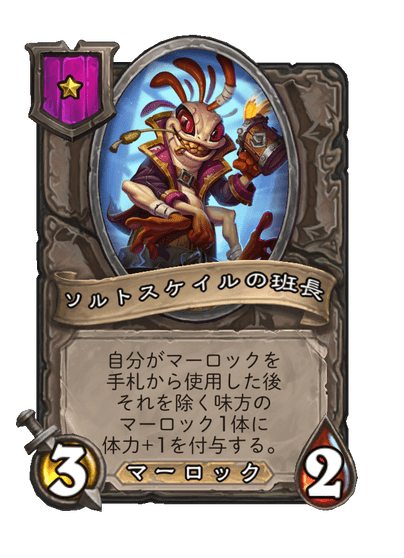 ソルトスケイルの班長
自分がマーロックを
手札から使用した後
それを除く味方の
マーロック1体に
体力+1を付与する。
マーロック
3
2